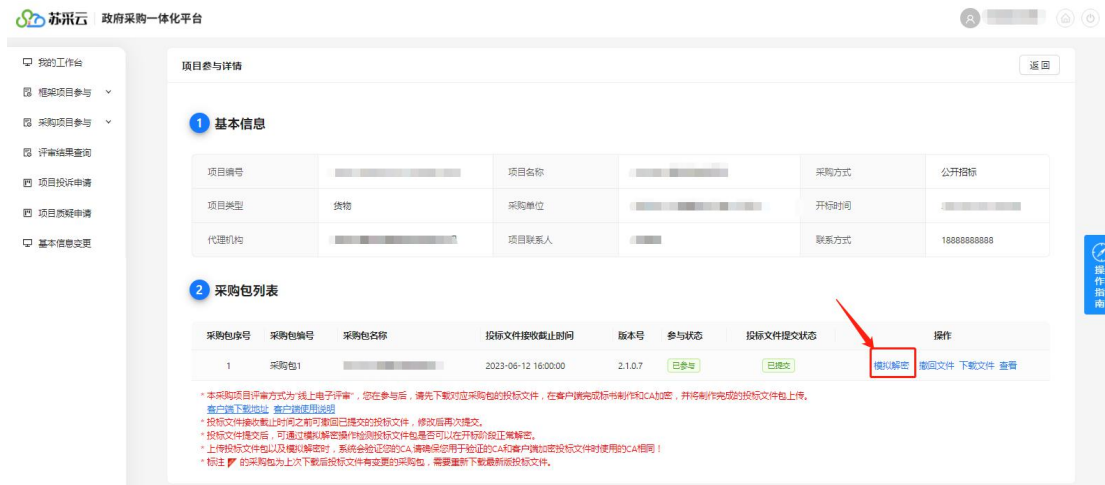 苏采云 政府采购一体化平台
我的工作台
框架项目参与
采购项目参与
评审结果查询
项目投诉申请
项目质疑申请
基本信息变更
项目参与详情 返回
1 基本信息
项目编号 项目名称 采购方式 公开招标
项目类型 货物 采购单位 开标时间
代理机构 项目联系人 联系方式 18888888888
操作指南
2 采购包列表
采购包序号 采购包编号 采购包名称 投标文件接收截止时间 版本号 参与状态 投标文件提交状态 操作
1 采购包1 2023-06-12 16:00:00 2.1.0.7 已参与 已提交 模拟解密 撤回文件 下载文件 查看
* 本采购项目评审方式为“线上电子评审”，您在参与后，请先下载对应采购包的投标文件，在客户端完成标书制作和CA加密，并将制作完成的投标文件包上传。
客户端下载地址 客户端使用说明
* 投标文件接收截止时间之前可撤回已提交的投标文件，修改后再次提交。
* 投标文件提交后，可通过模拟解密操作检测投标文件包是否可以在开标阶段正常解密。
* 上传投标文件包以及模拟解密时，系统会验证您的CA,请确保您用于验证的CA和客户端加密投标文件时使用的CA相同！
* 标注 的采购包为上次下载后投标文件有变更的采购包，需要重新下载最新版投标文件。